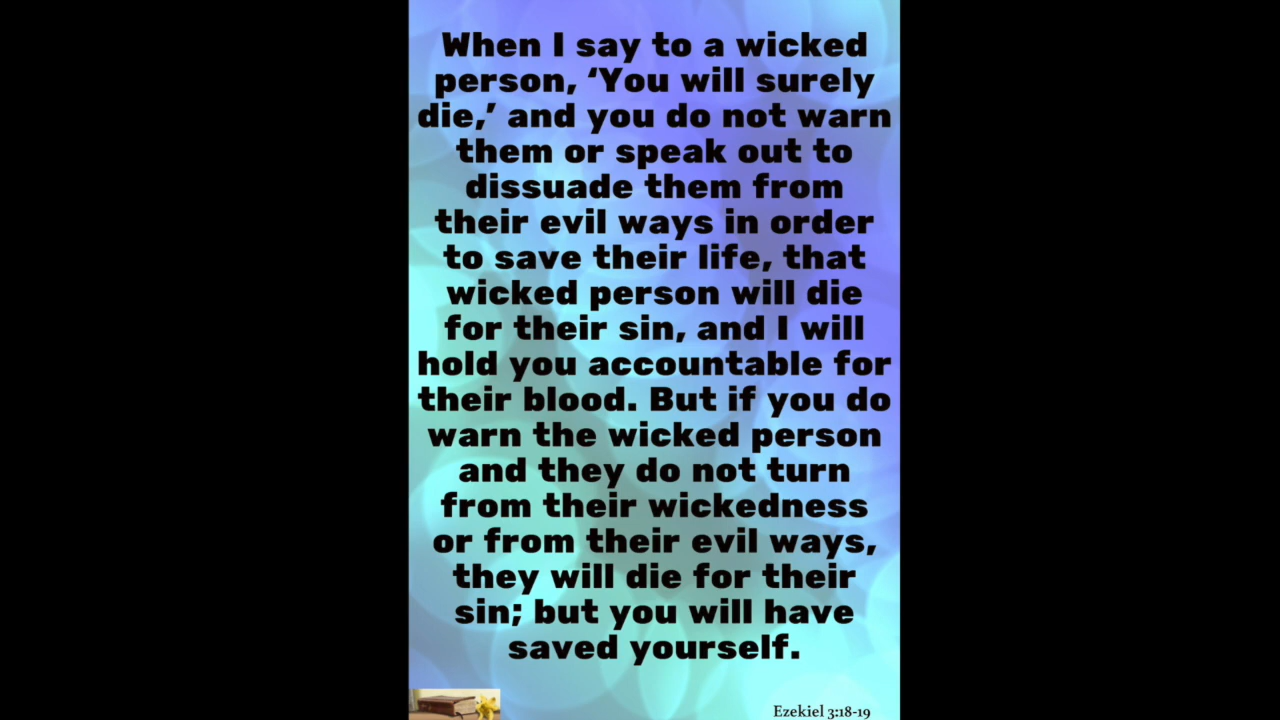 When I say to a wicked
person, ‘You will surely
die,’ and you do not warn
them or speak out to
dissuade them from
their evil ways in order
to save their life, that
wicked person will die
for their sin, and I will
hold you accountable for
their blood. But if you do
warn the wicked person
and they do not turn
from their wickedness
or from their evil ways,
they will die for their
sin; but you will have
saved yourself.
Ezekiel 3:18-19